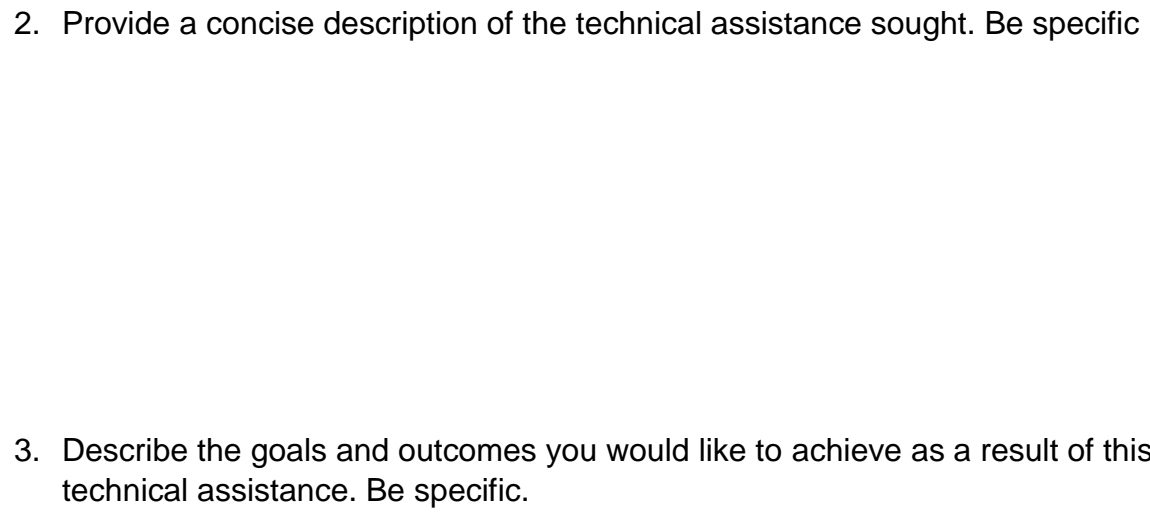 2. Provide a concise description of the technical assistance sought. Be specific
3. Describe the goals and outcomes you would like to achieve as a result of this
technical assistance. Be specific.